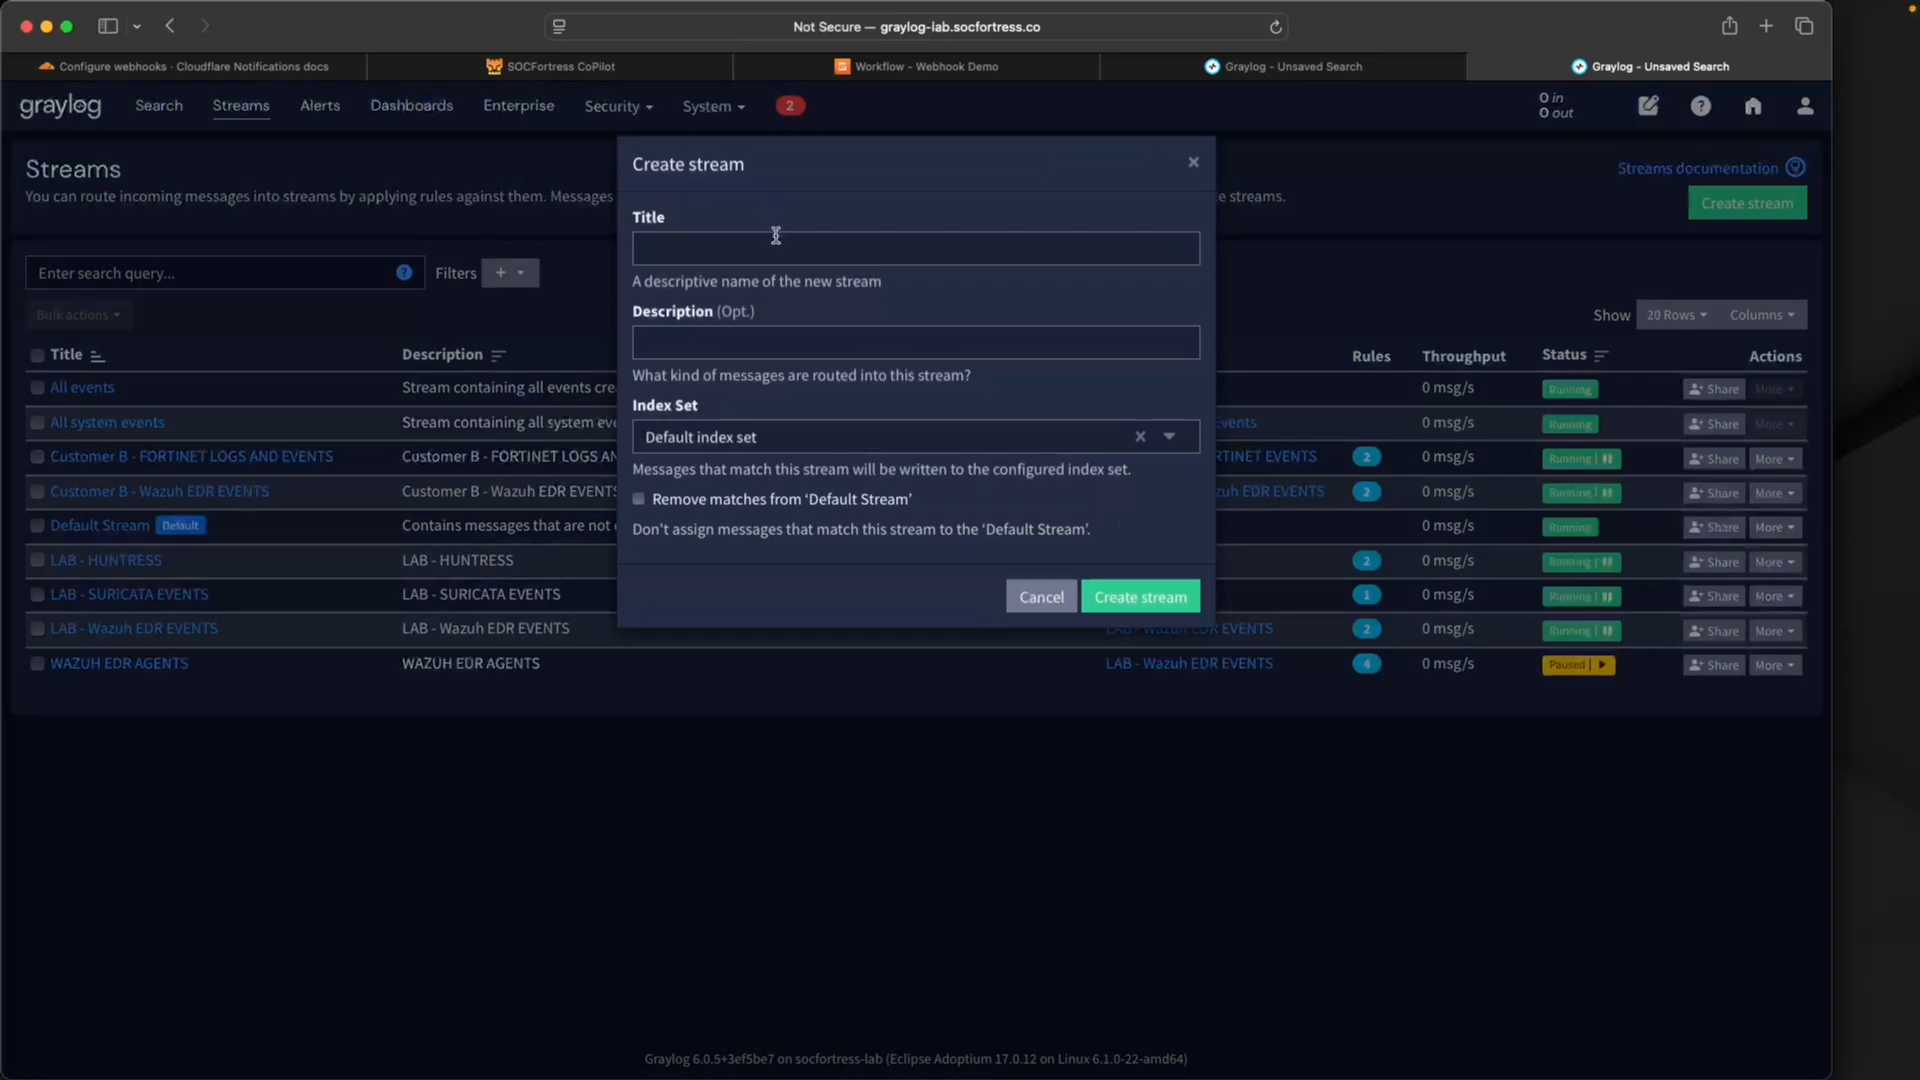 Not Secure — graylog-lab.socfortress.co
Configure webhooks · Cloudflare Notifications docs
SOCFortress CoPilot
Workflow - Webhook Demo
Graylog - Unsaved Search
Graylog - Unsaved Search
graylog
Search
Streams
Alerts
Dashboards
Enterprise
Security
System
2
0 in
0 out
Streams
You can route incoming messages into streams by applying rules against them. Messages
e streams.
Streams documentation
Create stream
Enter search query...
Filters
Bulk actions
Show
20 Rows
Columns
Title
Description
Rules
Throughput
Status
Actions
All events
Stream containing all events cre
0 msg/s
Running
Share
More
All system events
Stream containing all system eve
Events
0 msg/s
Running
Share
More
Customer B - FORTINET LOGS AND EVENTS
Customer B - FORTINET LOGS AN
RTINET EVENTS
2
0 msg/s
Running
Share
More
Customer B - Wazuh EDR EVENTS
Customer B - Wazuh EDR EVENTS
zuh EDR EVENTS
2
0 msg/s
Running
Share
More
Default Stream
Default
Contains messages that are not
0 msg/s
Running
Share
More
LAB - HUNTRESS
LAB - HUNTRESS
2
0 msg/s
Running
Share
More
LAB - SURICATA EVENTS
LAB - SURICATA EVENTS
1
0 msg/s
Running
Share
More
LAB - Wazuh EDR EVENTS
LAB - Wazuh EDR EVENTS
LAB - Wazuh EDR EVENTS
2
0 msg/s
Running
Share
More
WAZUH EDR AGENTS
WAZUH EDR AGENTS
LAB - Wazuh EDR EVENTS
4
0 msg/s
Paused
Share
More
Create stream
Title
A descriptive name of the new stream
Description (Opt.)
What kind of messages are routed into this stream?
Index Set
Default index set
Messages that match this stream will be written to the configured index set.
Remove matches from ‘Default Stream’
Don't assign messages that match this stream to the ‘Default Stream’.
Cancel
Create stream
Graylog 6.0.5+3ef5be7 on socfortress-lab (Eclipse Adoptium 17.0.12 on Linux 6.1.0-22-amd64)